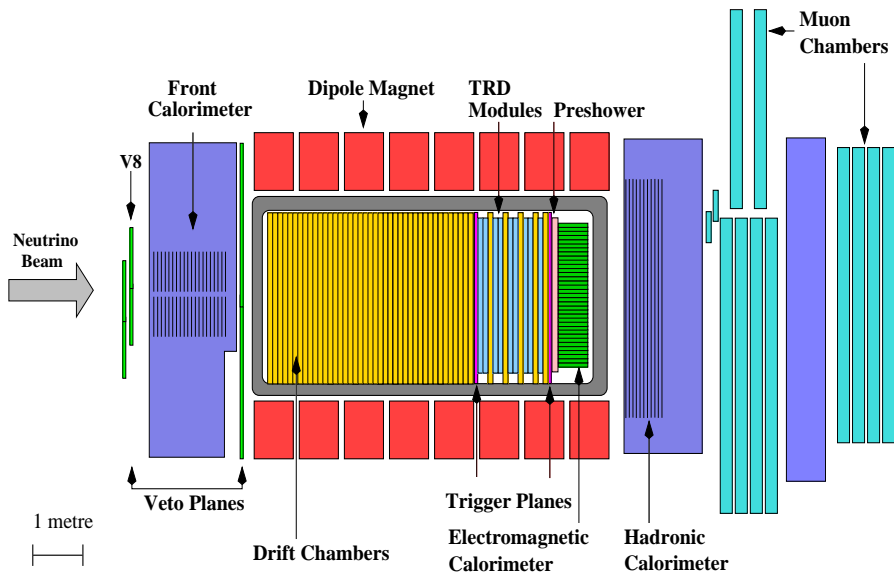 Muon
Chambers
Front
Calorimeter
Dipole Magnet
TRD
Modules
Preshower
V8
Neutrino
Beam
Veto Planes
Trigger Planes
1 metre
Drift Chambers
Electromagnetic
Calorimeter
Hadronic
Calorimeter